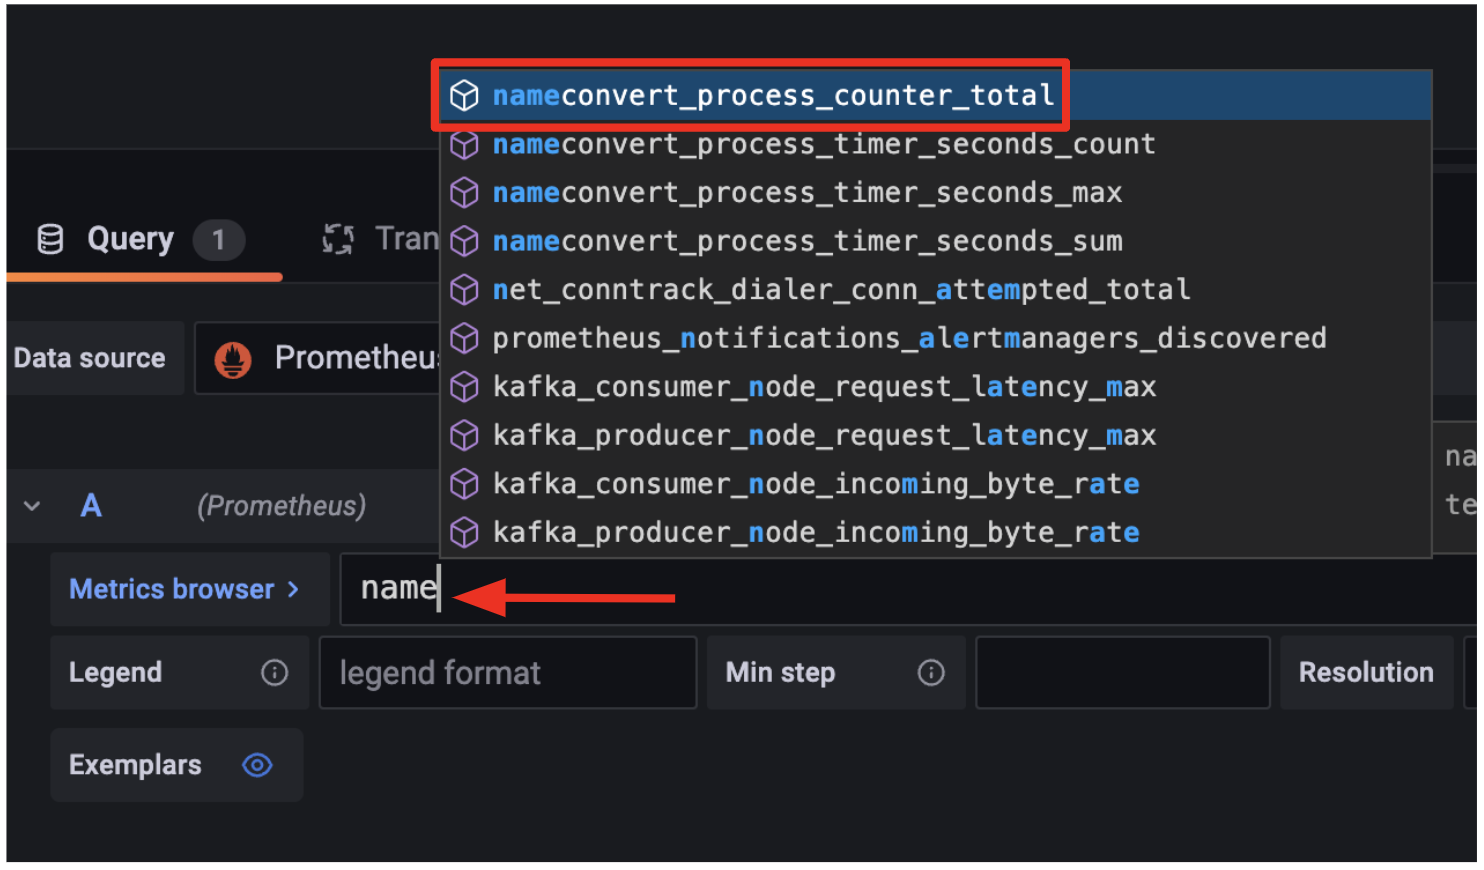 nameconvert_process_counter_total
nameconvert_process_timer_seconds_count
nameconvert_process_timer_seconds_max
nameconvert_process_timer_seconds_sum
net_conntrack_dialer_conn_attempted_total
prometheus_notifications_alertmanagers_discovered
kafka_consumer_node_request_latency_max
kafka_producer_node_request_latency_max
kafka_consumer_node_incoming_byte_rate
kafka_producer_node_incoming_byte_rate
Query 1 Tran
Data source Prometheus
A (Prometheus)
na
te
Metrics browser > name
Legend legend format Min step Resolution
Exemplars